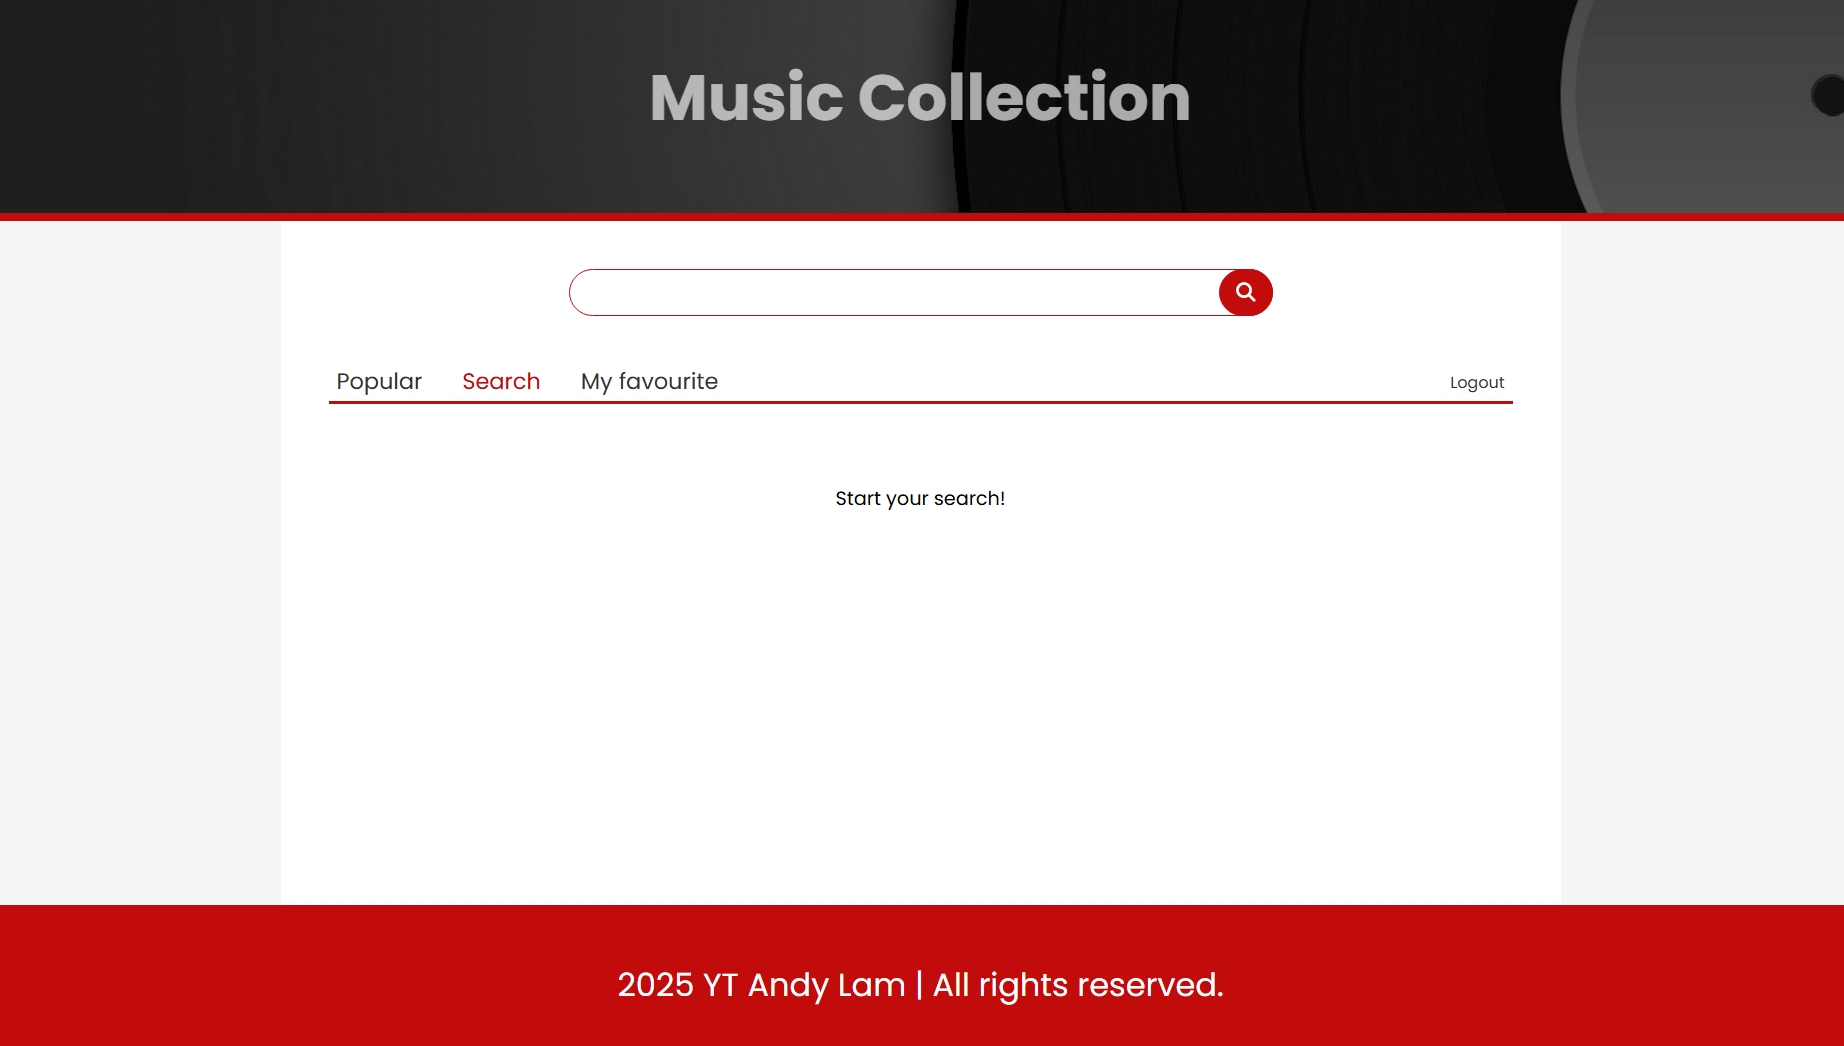 Music Collection
Popular Search My favourite Logout
Start your search!
2025 YT Andy Lam | All rights reserved.